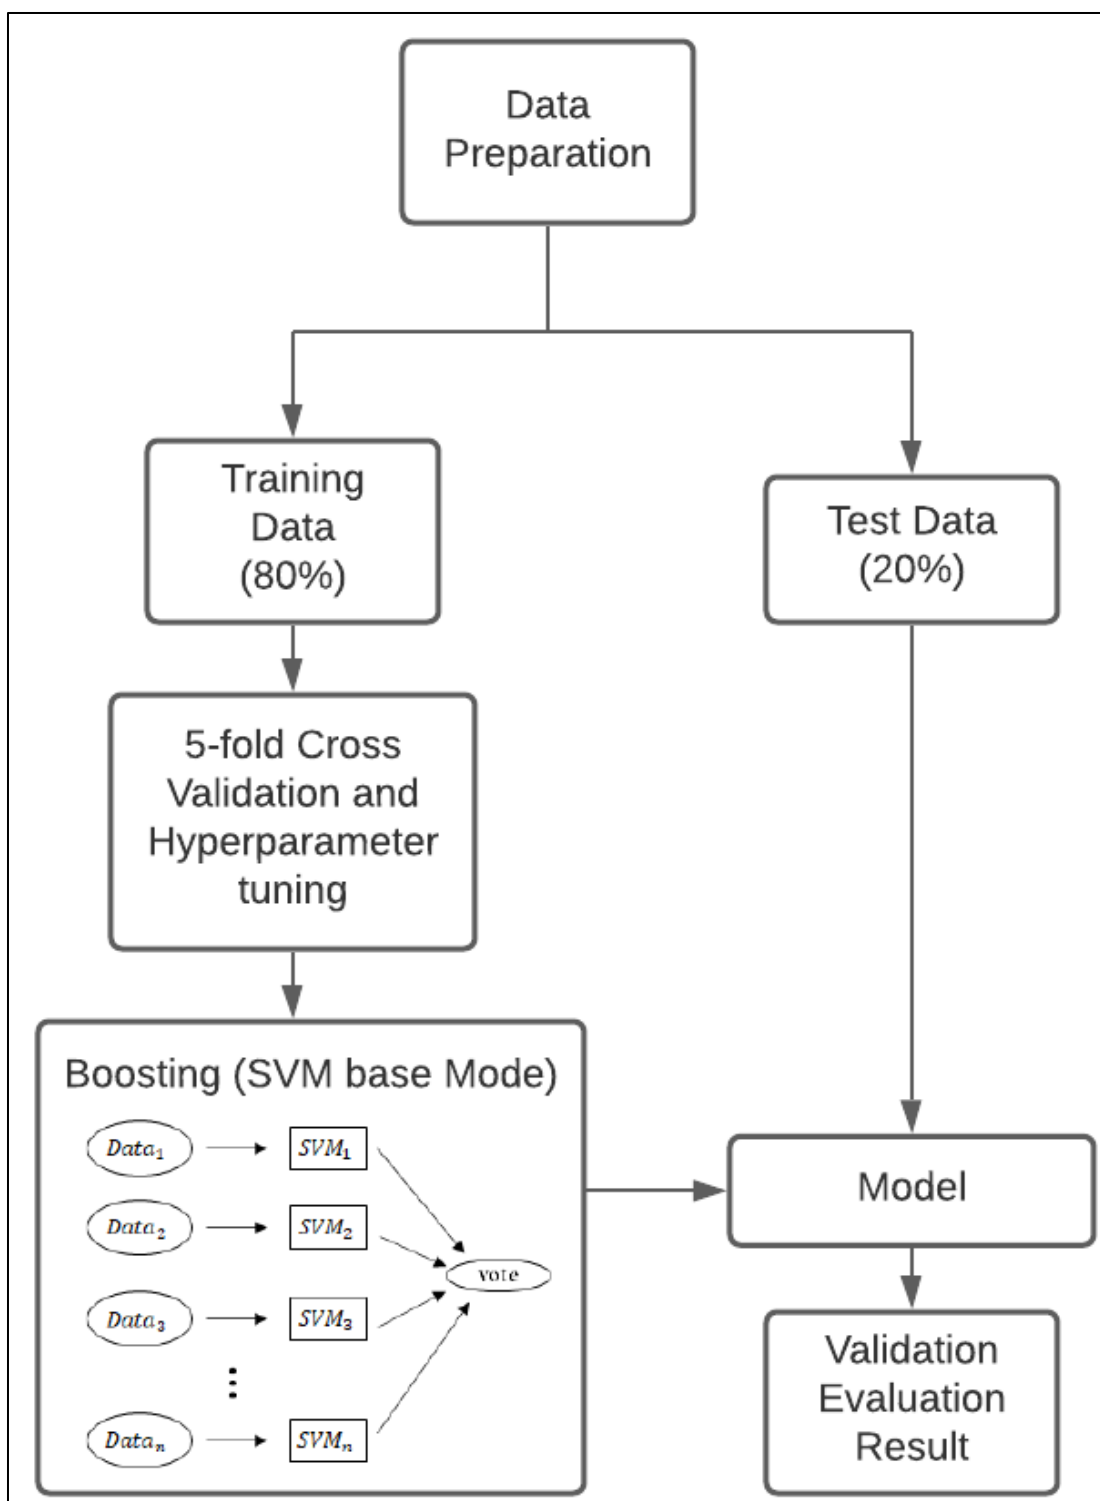 Data
Preparation
Training
Data
(80%)
Test Data
(20%)
5-fold Cross
Validation and
Hyperparameter
tuning
Boosting (SVM base Mode)
Data₁
SVM₁
Data₂
SVM₂
vote
Data₃
SVM₃
⋮
Dataₙ
SVMₙ
Model
Validation
Evaluation
Result